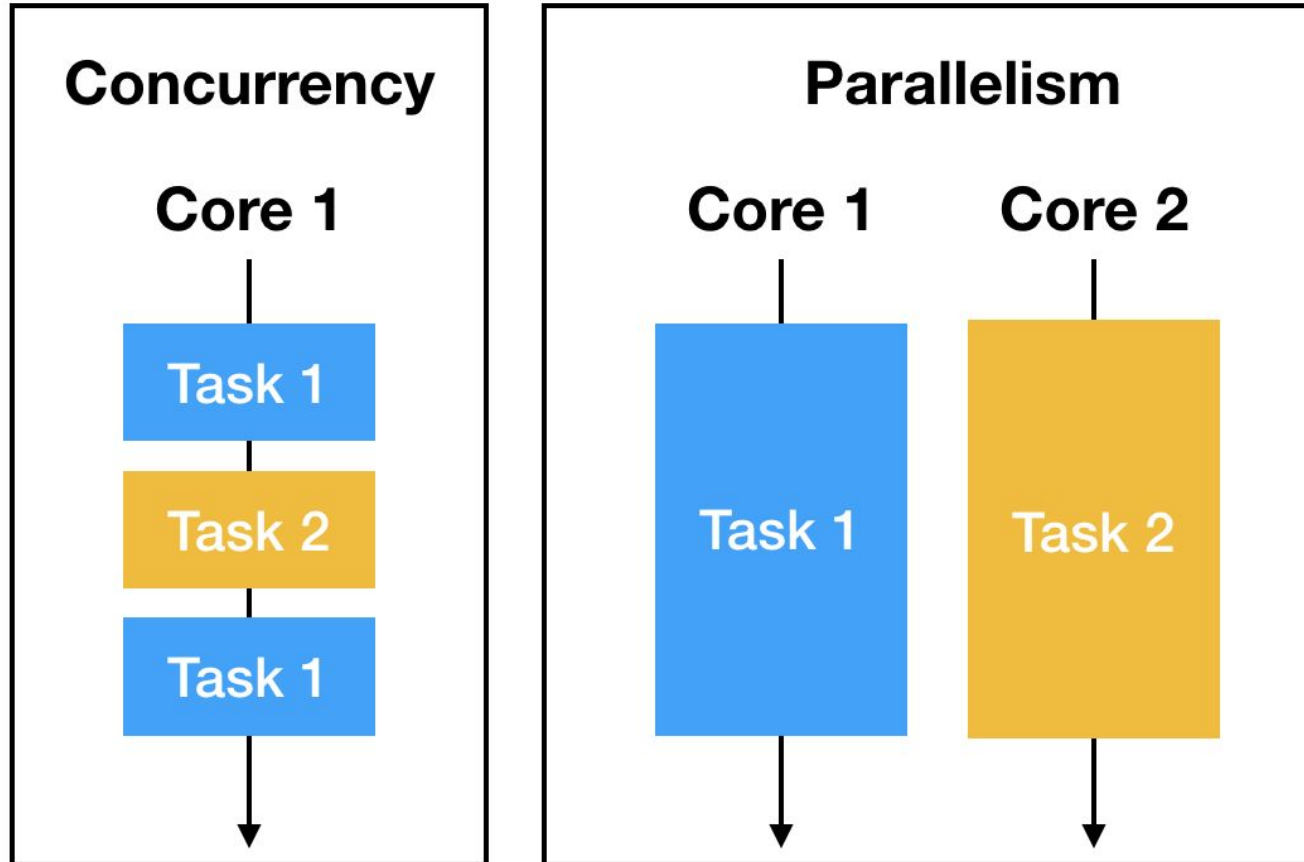 Concurrency
Core 1
Task 1
Task 2
Task 1
Parallelism
Core 1
Core 2
Task 1
Task 2